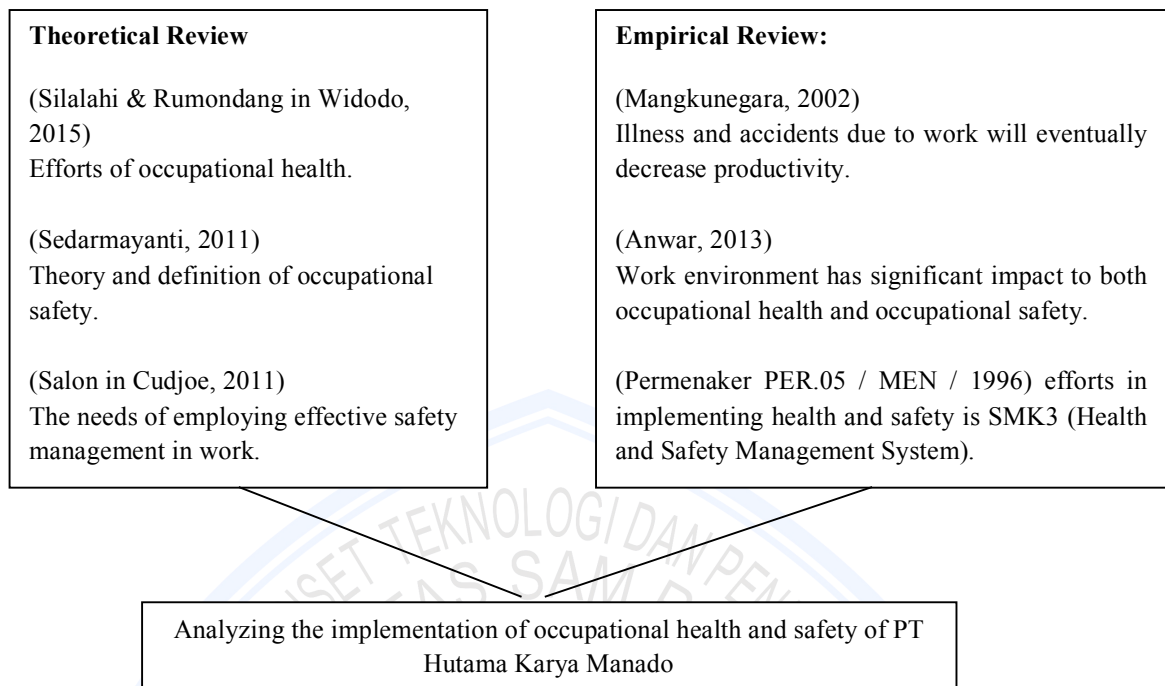 Theoretical Review
(Silalahi & Rumondang in Widodo,
2015)
Efforts of occupational health.
(Sedarmayanti, 2011)
Theory and definition of occupational
safety.
(Salon in Cudjoe, 2011)
The needs of employing effective safety
management in work.
Empirical Review:
(Mangkunegara, 2002)
Illness and accidents due to work will eventually
decrease productivity.
(Anwar, 2013)
Work environment has significant impact to both
occupational health and occupational safety.
(Permenaker PER.05 / MEN / 1996) efforts in
implementing health and safety is SMK3 (Health
and Safety Management System).
TEKNOLOGI DAN
SAM
Analyzing the implementation of occupational health and safety of PT
Hutama Karya Manado